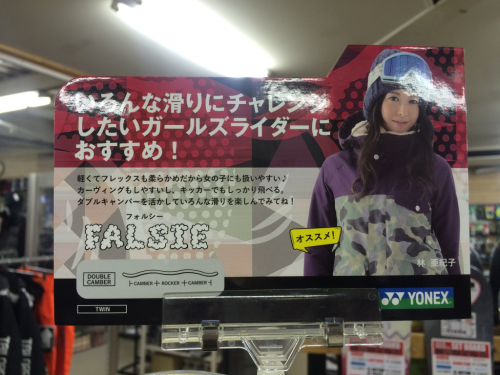 いろんな滑りにチャレンジ
したいガールズライダーに
おすすめ！
軽くてフレックスも柔らかめだから女の子にも扱いやすい♪
カーヴィングもしやすいし、キッカーでもしっかり飛べる。
ダブルキャンバーを活かしていろんな滑りを楽しんでみてね！
フォルシー
FALSIE
オススメ!
林 亜紀子
DOUBLE
CAMBER
CAMBER
ROCKER
CAMBER
TWIN
YONEX